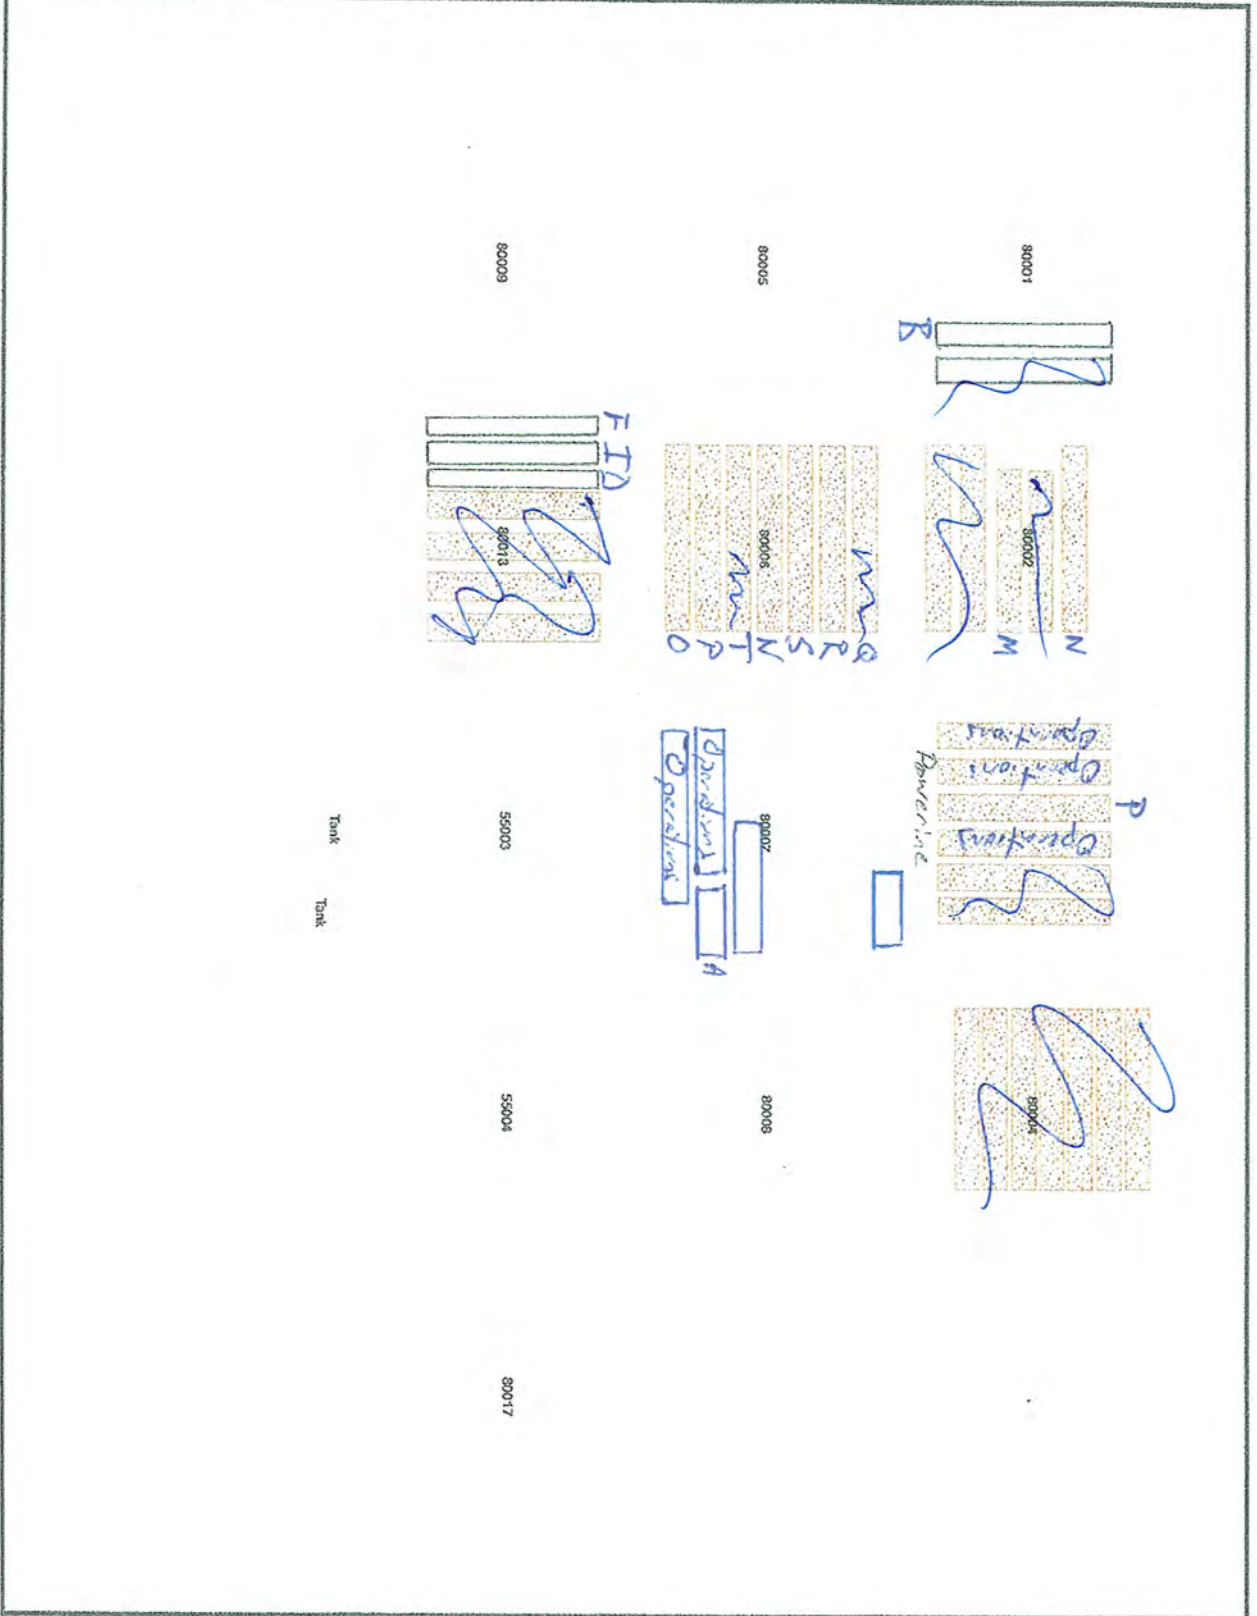 P
80001
N
80002
M
Operations
Operations
Operations
80004
B
Powerine
Q
R
S
80005
80006
80007
80008
T
P
Operations
A
O
Operations
F
I
D
80009
80013
55003
55004
80017
Tank
Tank